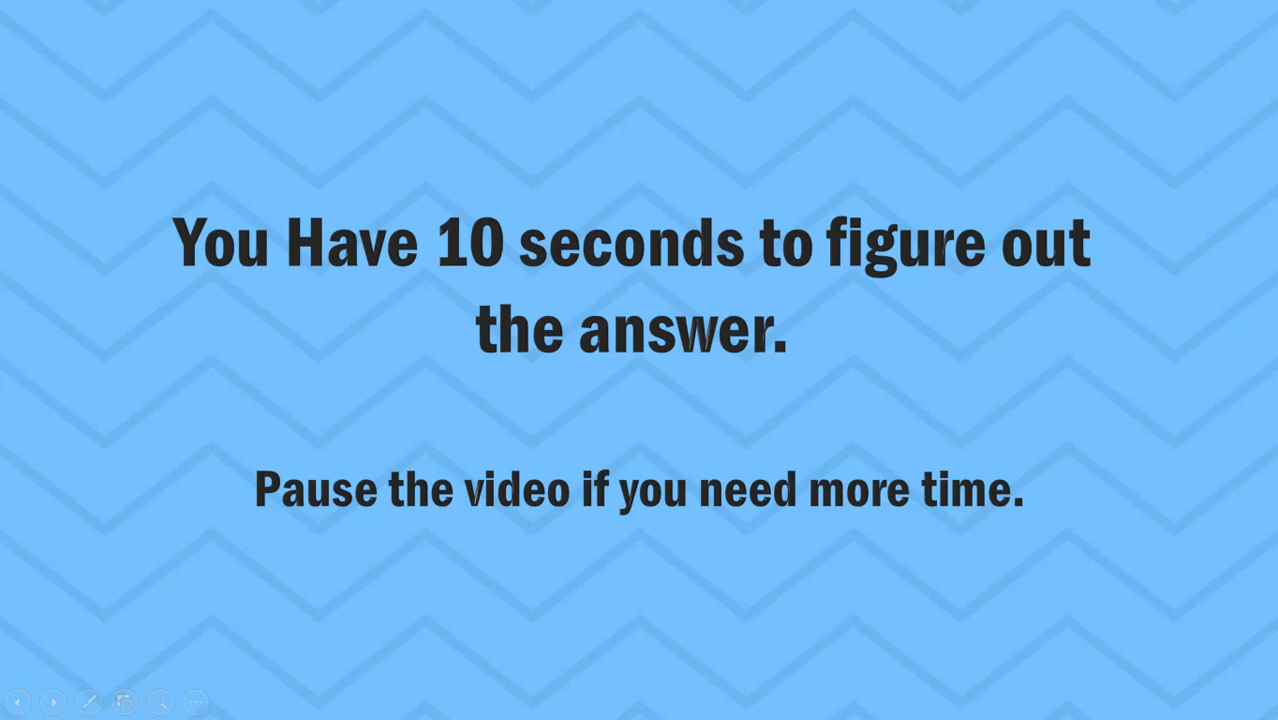 You Have 10 seconds to figure out
the answer.
Pause the video if you need more time.